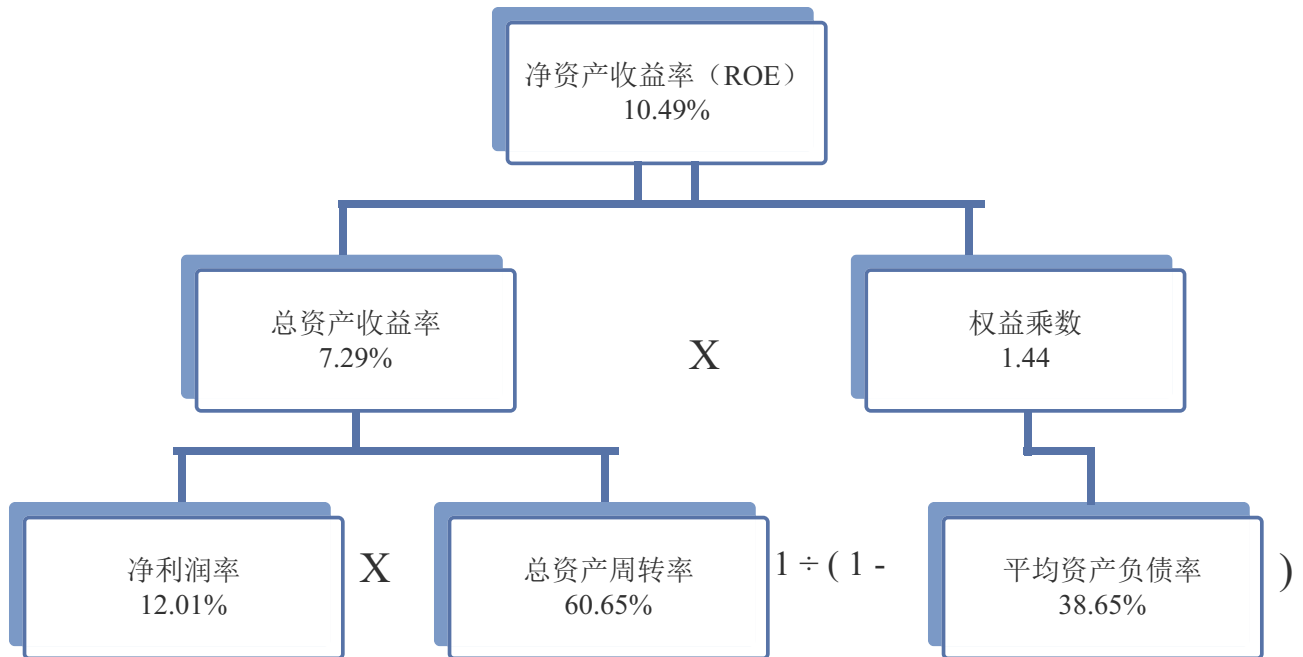 净资产收益率（ROE）
10.49%
总资产收益率
7.29%
X
权益乘数
1.44
净利润率
12.01%
X
总资产周转率
60.65%
1 ÷ ( 1 -
平均资产负债率
38.65%
)